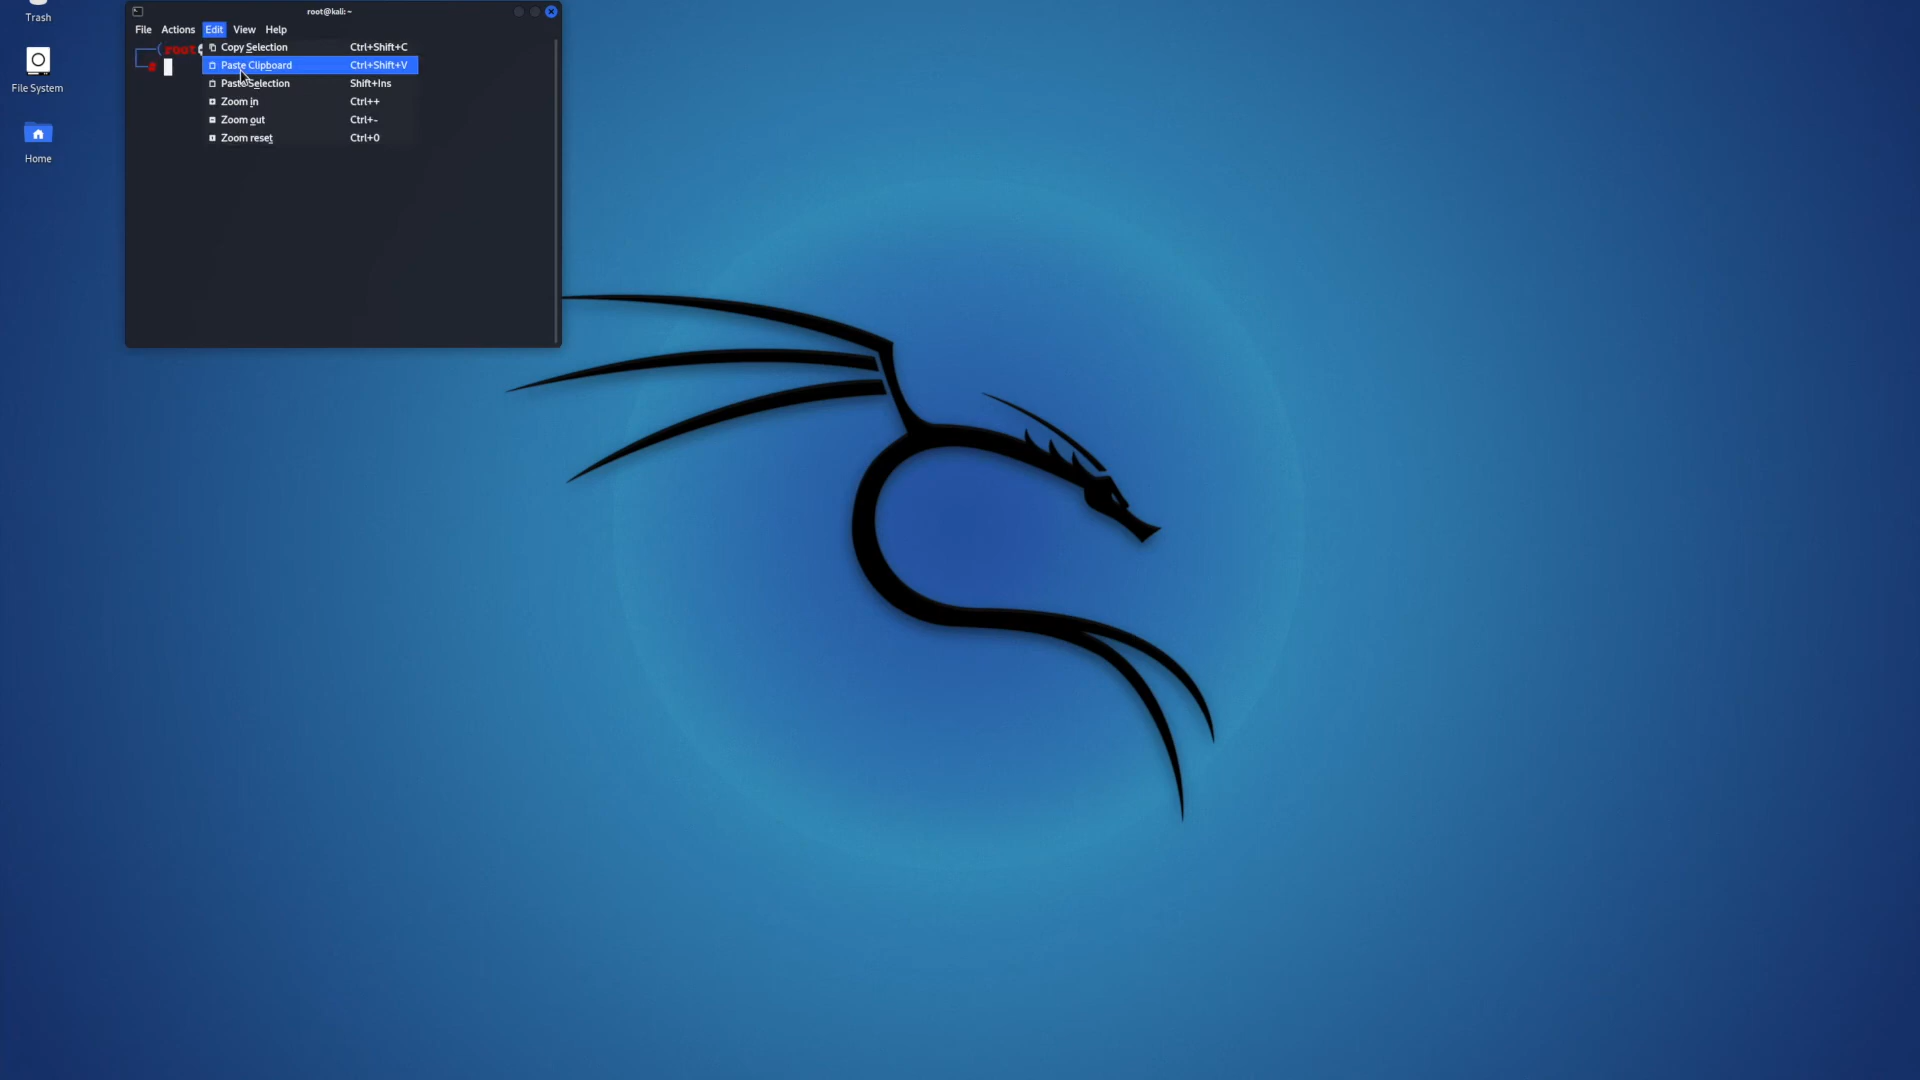 Trash
File System
Home
root@kali: ~
File Actions Edit View Help
root
#
Copy Selection Ctrl+Shift+C
Paste Clipboard Ctrl+Shift+V
Paste Selection Shift+Ins
Zoom in Ctrl++
Zoom out Ctrl+-
Zoom reset Ctrl+0